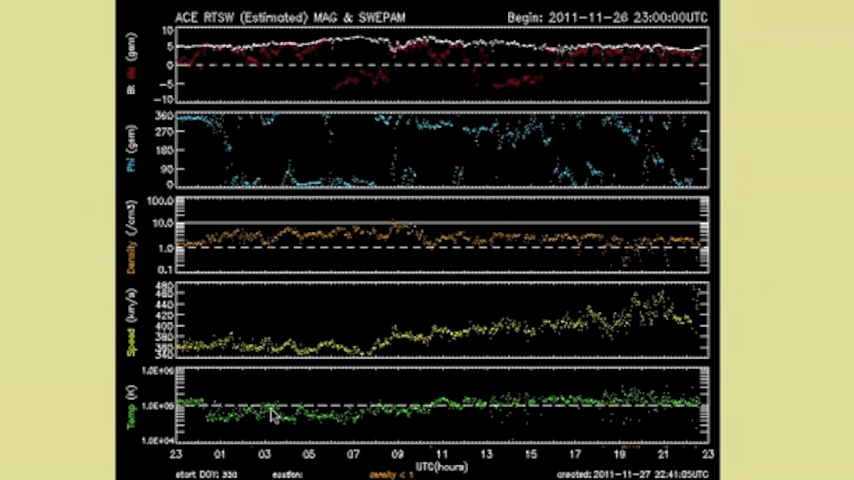 ACE RTSW (Estimated) MAG & SWEPAM Begin: 2011-11-26 23:00:00UTC
Bt Bz (gsm)
10
5
0
-5
-10
Phi (gsm)
360
270
180
90
0
Density (/cm3)
100.0
10.0
1.0
0.1
Speed (km/s)
480
460
440
420
400
380
360
340
Temp (K)
1.0E+06
1.0E+05
1.0E+04
23 01 03 05 07 09 11 13 15 17 19 21 23
UTC(hours)
start DOY: 330 caution: density < 1 created: 2011-11-27 22:41:05UTC